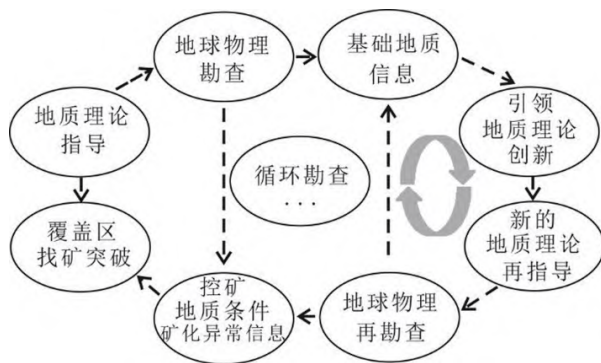 地球物理
勘查
基础地质
信息
地质理论
指导
引领
地质理论
创新
循环勘查
...
覆盖区
找矿突破
新的
地质理论
再指导
控矿
地质条件
矿化异常信息
地球物理
再勘查